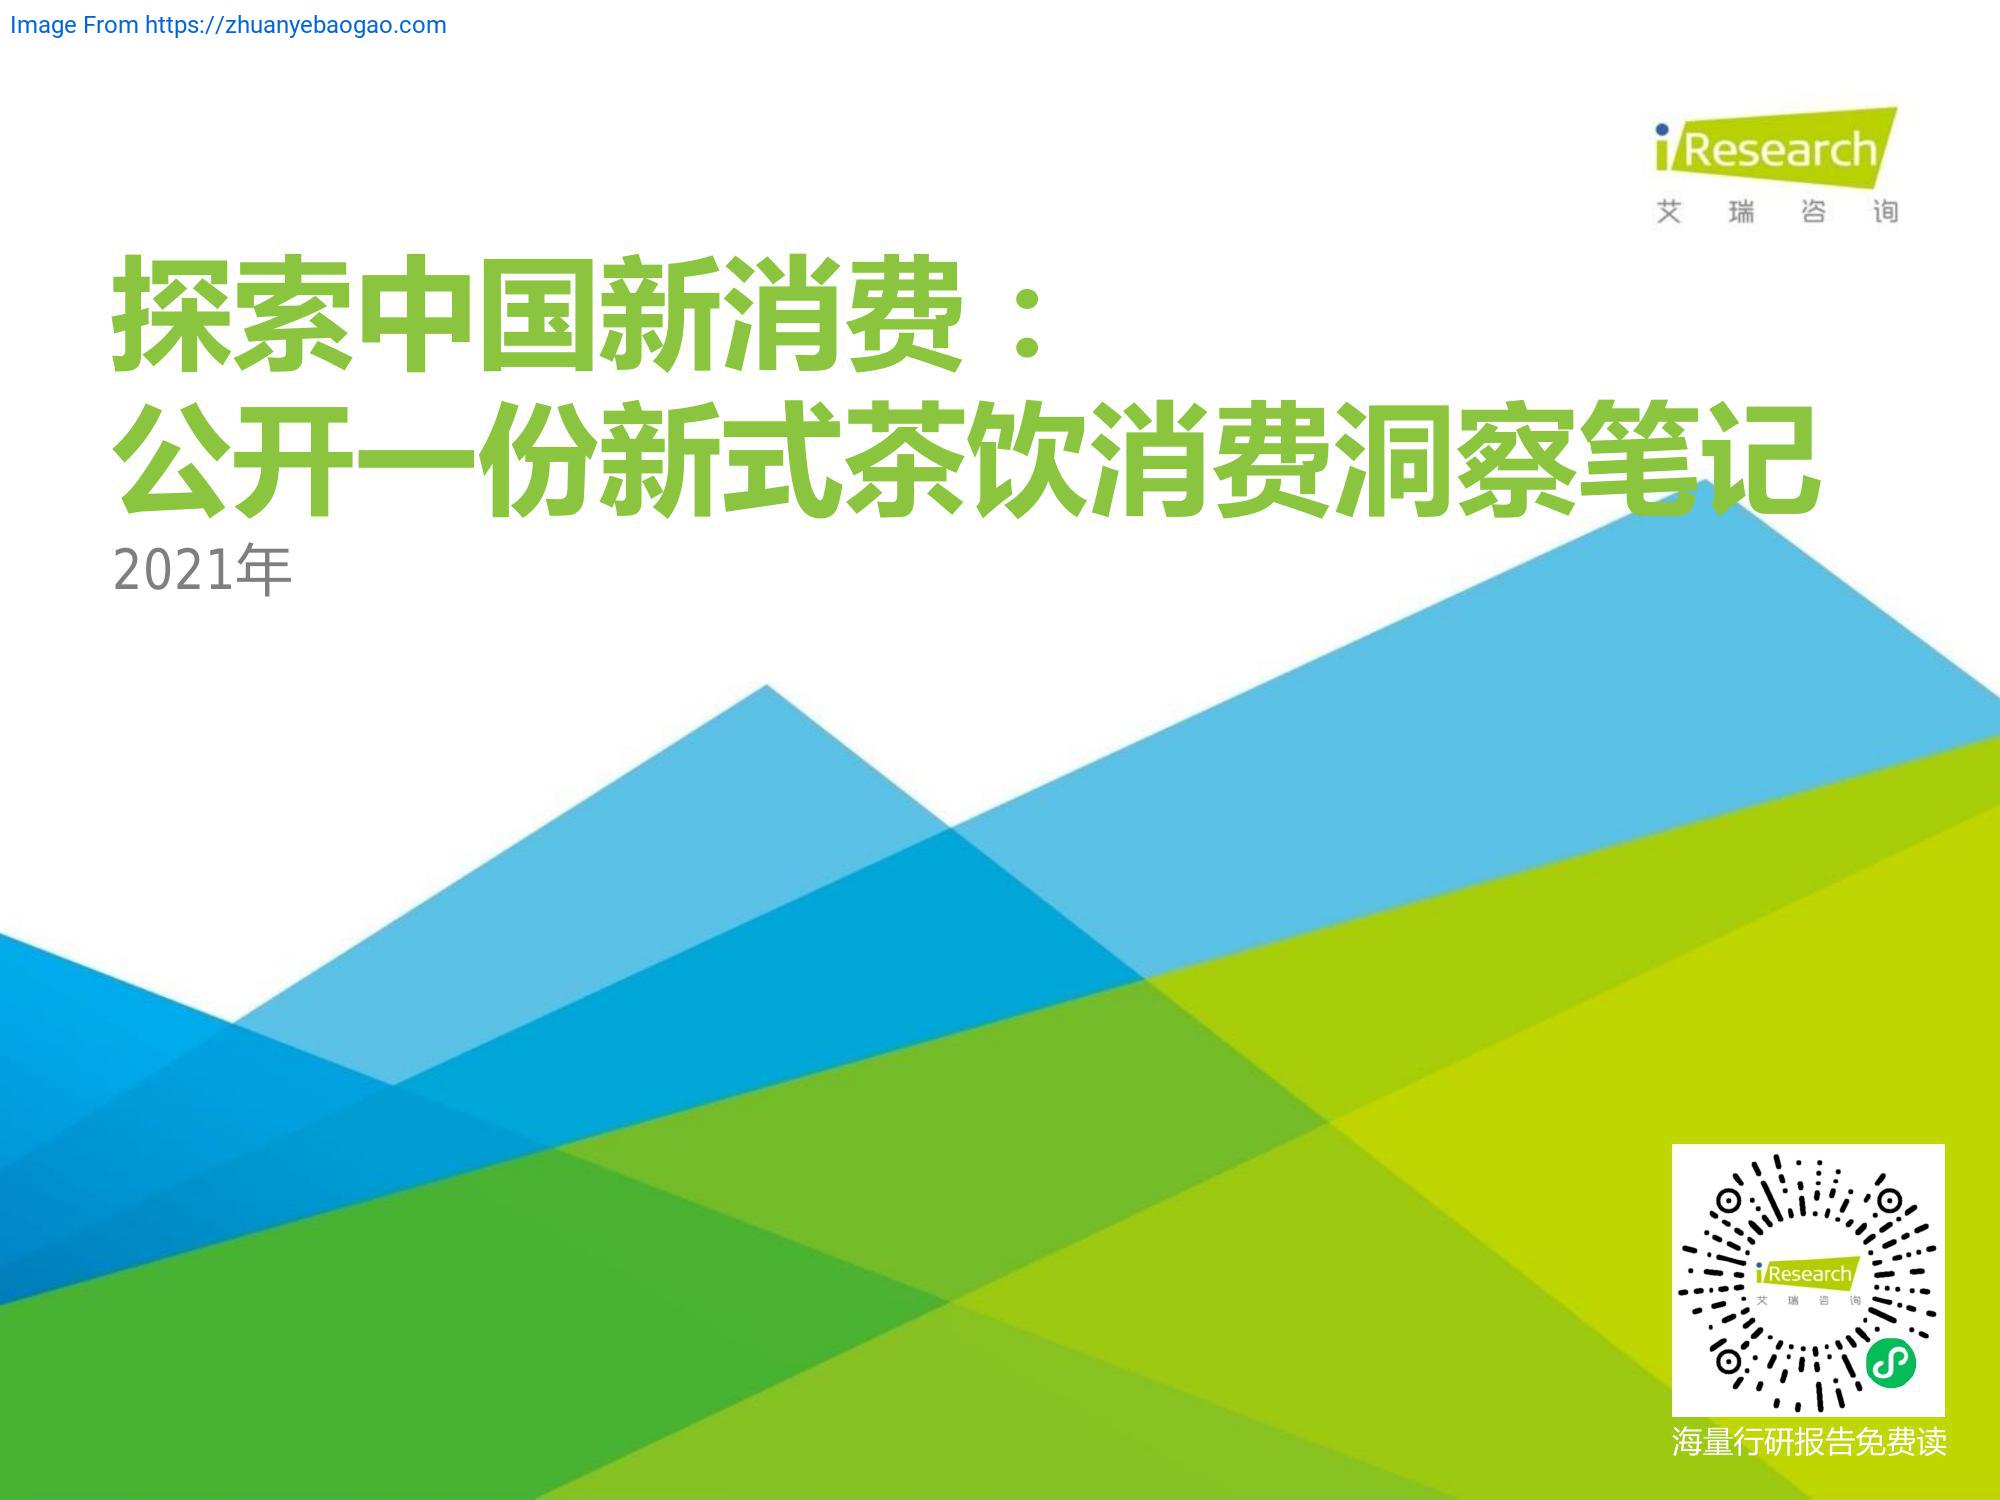 Image From https://zhuanyebaogao.com
iResearch
艾瑞咨询
探索中国新消费：
公开一份新式茶饮消费洞察笔记
2021年
iResearch
艾瑞咨询
海量行研报告免费读